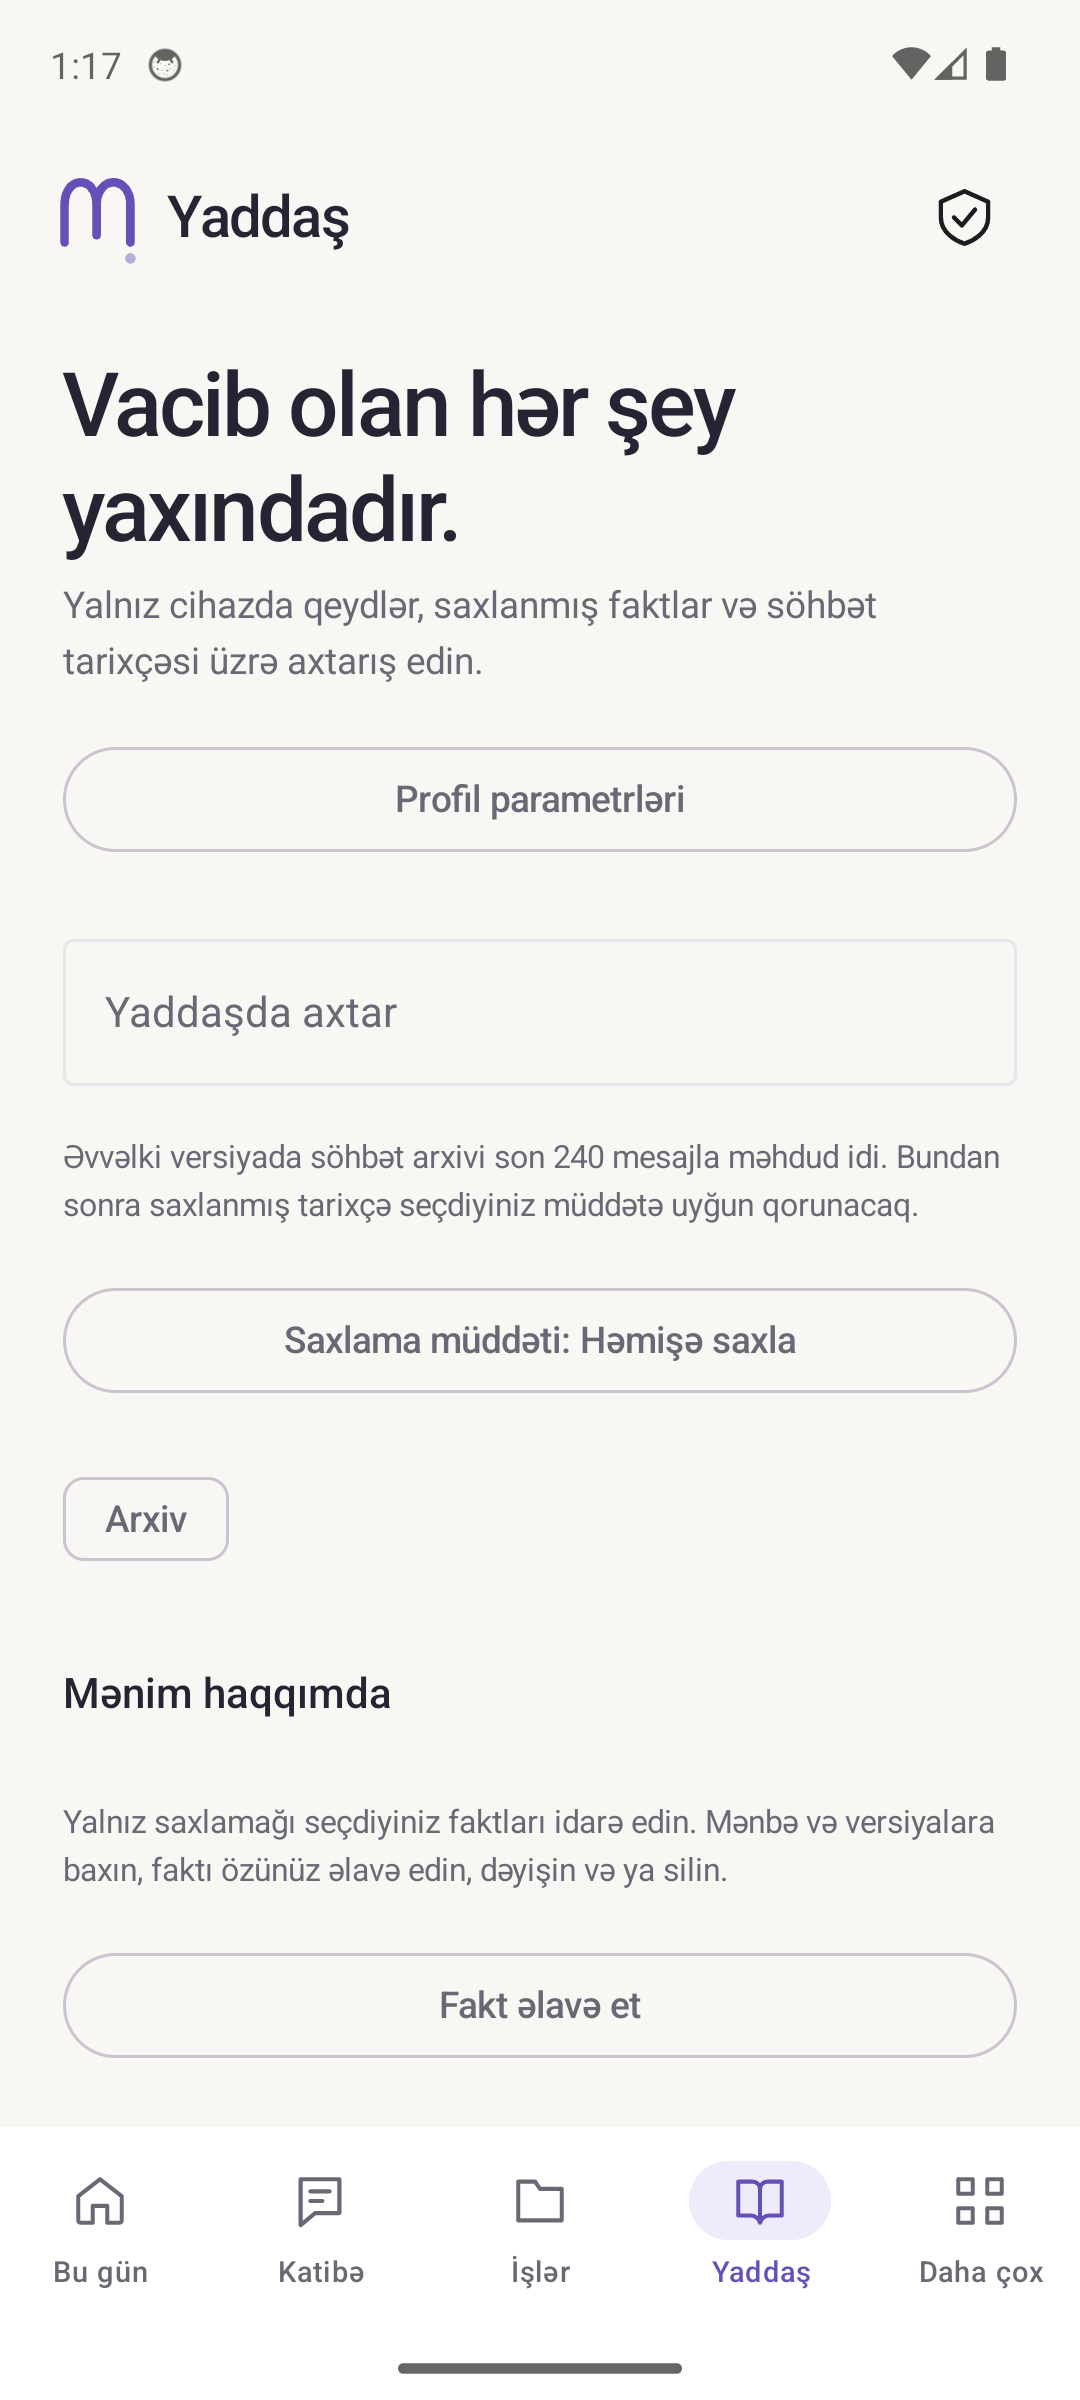 1:17
Yaddaş
Vacib olan hər şey
yaxındadır.
Yalnız cihazda qeydlər, saxlanmış faktlar və söhbət
tarixçəsi üzrə axtarış edin.
Profil parametrləri
Yaddaşda axtar
Əvvəlki versiyada söhbət arxivi son 240 mesajla məhdud idi. Bundan
sonra saxlanmış tarixçə seçdiyiniz müddətə uyğun qorunacaq.
Saxlama müddəti: Həmişə saxla
Arxiv
Mənim haqqımda
Yalnız saxlamağı seçdiyiniz faktları idarə edin. Mənbə və versiyalara
baxın, faktı özünüz əlavə edin, dəyişin və ya silin.
Fakt əlavə et
Bu gün
Katibə
İşlər
Yaddaş
Daha çox